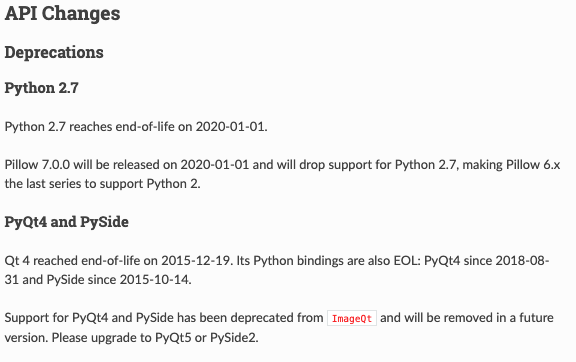 API Changes
Deprecations
Python 2.7
Python 2.7 reaches end-of-life on 2020-01-01.
Pillow 7.0.0 will be released on 2020-01-01 and will drop support for Python 2.7, making Pillow 6.x
the last series to support Python 2.
PyQt4 and PySide
Qt 4 reached end-of-life on 2015-12-19. Its Python bindings are also EOL: PyQt4 since 2018-08-
31 and PySide since 2015-10-14.
Support for PyQt4 and PySide has been deprecated from ImageQt and will be removed in a future
version. Please upgrade to PyQt5 or PySide2.